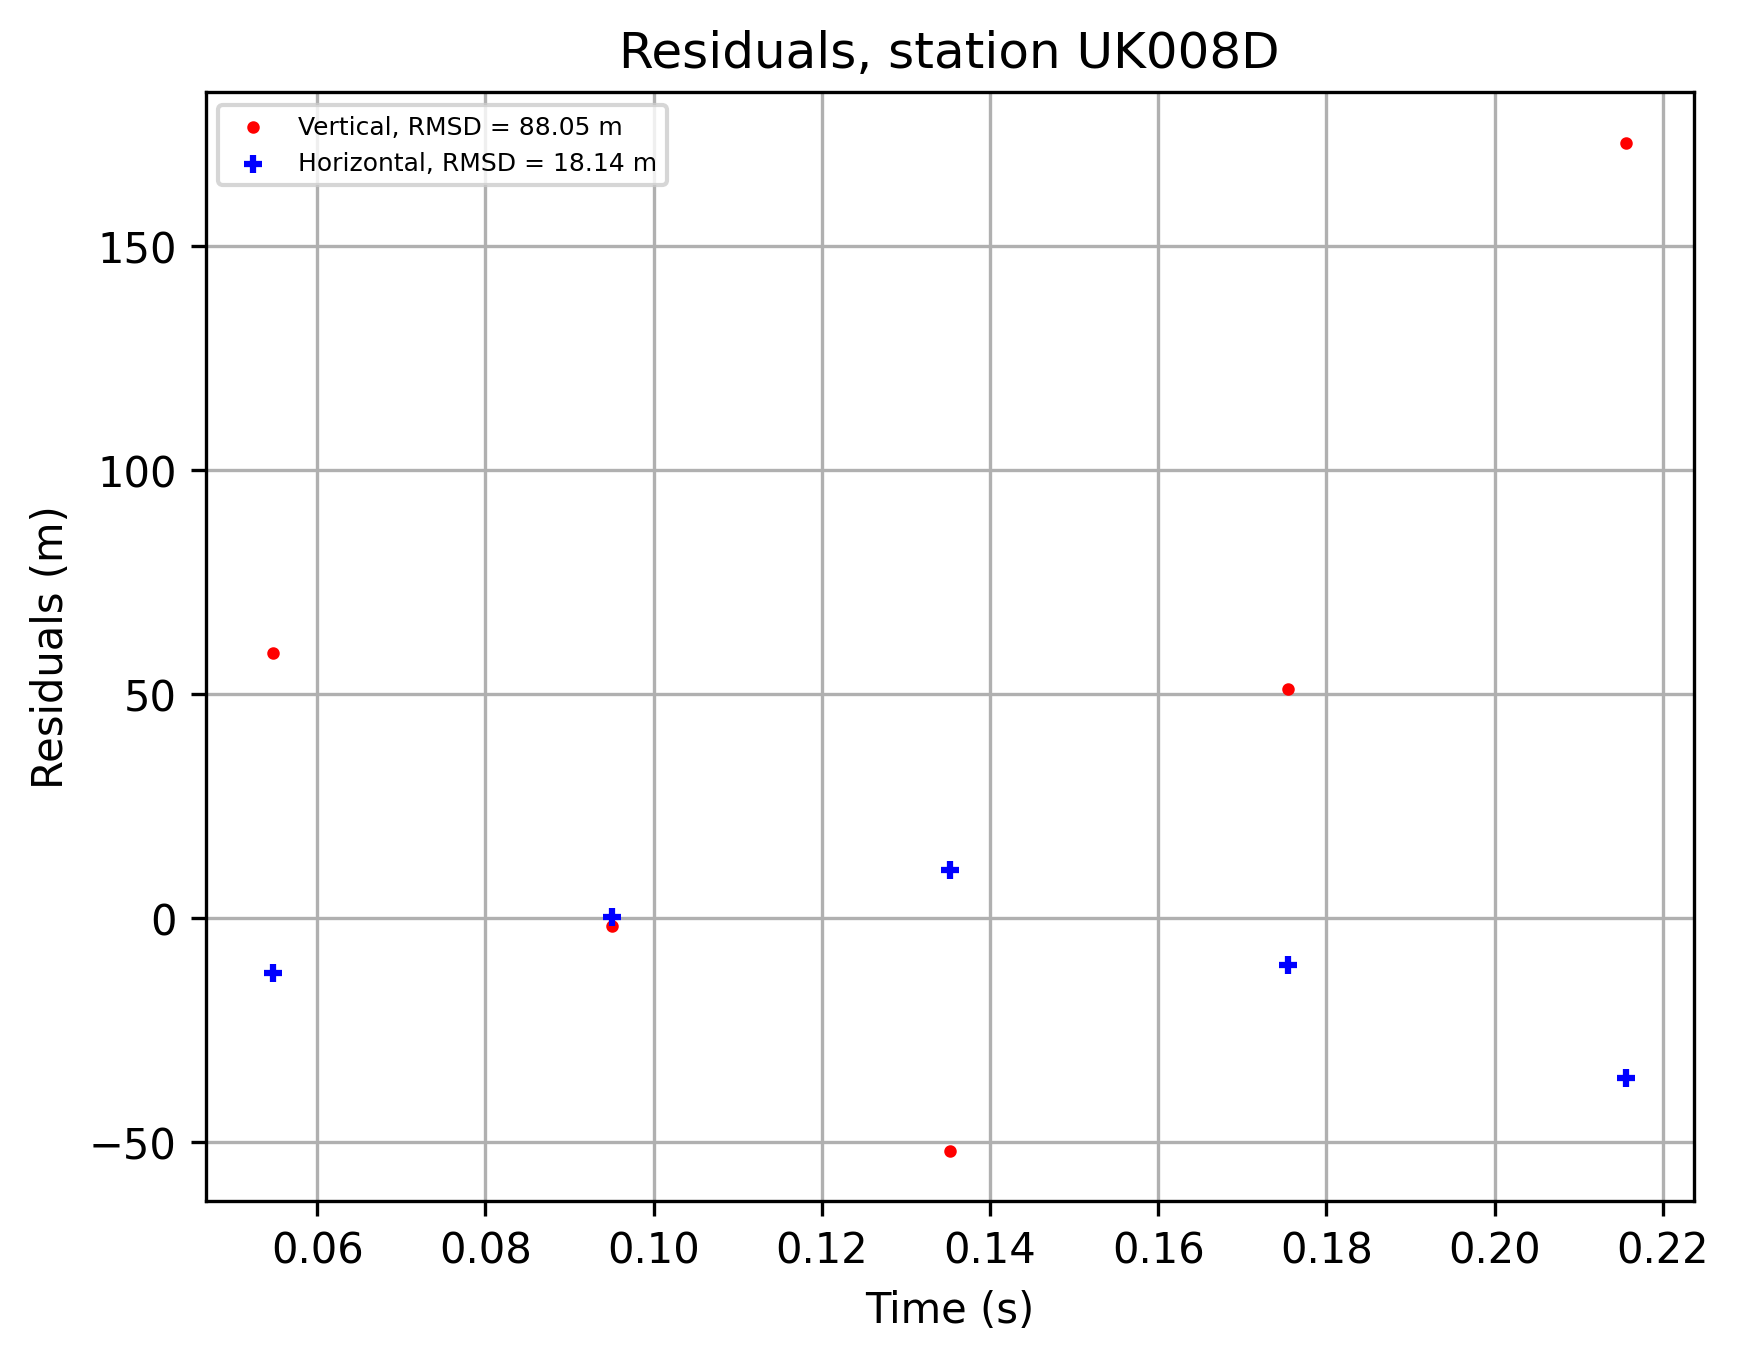 Residuals, station UK008D
Vertical, RMSD = 88.05 m
Horizontal, RMSD = 18.14 m
150
100
50
0
−50
Residuals (m)
0.06 0.08 0.10 0.12 0.14 0.16 0.18 0.20 0.22
Time (s)